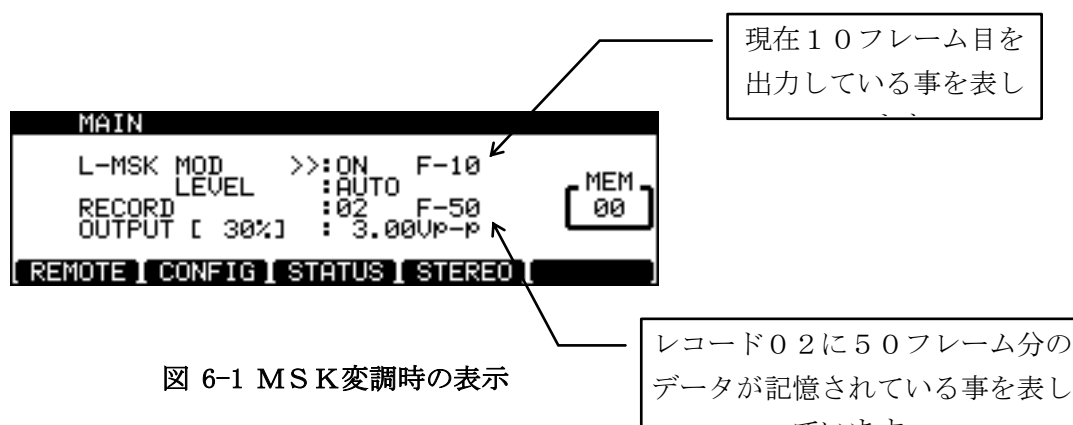 現在１０フレーム目を
出力している事を表し
MAIN
L-MSK MOD >>:ON F-10
LEVEL :AUTO
RECORD :02 F-50
OUTPUT [ 30%] : 3.00Vp-p
MEM
00
REMOTE CONFIG STATUS STEREO
レコード０２に５０フレーム分の
データが記憶されている事を表し
図 6-1 ＭＳＫ変調時の表示